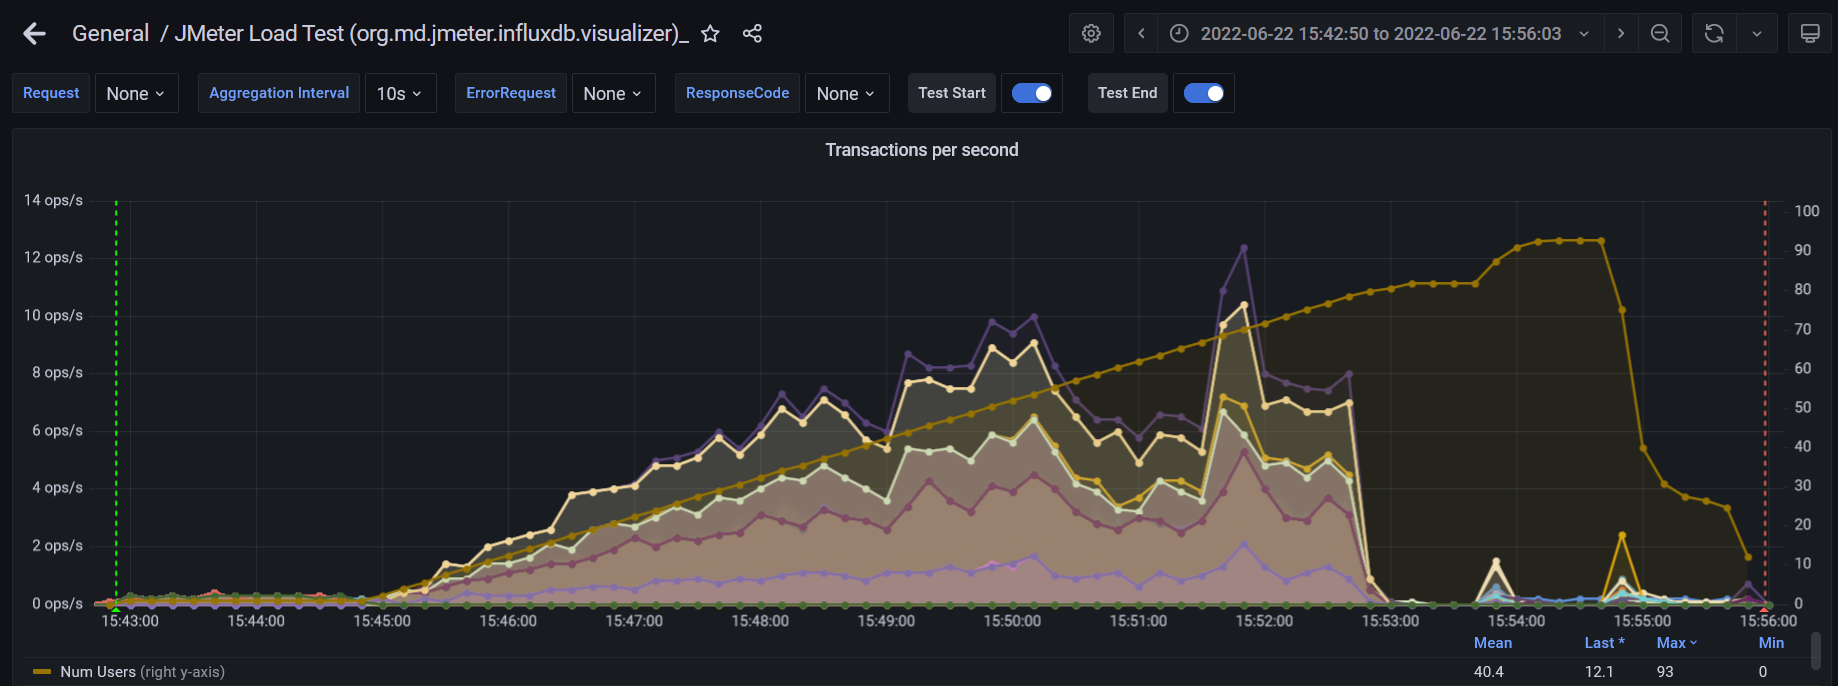 General / JMeter Load Test (org.md.jmeter.influxdb.visualizer)_ 2022-06-22 15:42:50 to 2022-06-22 15:56:03
Request None Aggregation Interval 10s ErrorRequest None ResponseCode None Test Start Test End
Transactions per second
14 ops/s
12 ops/s
10 ops/s
8 ops/s
6 ops/s
4 ops/s
2 ops/s
0 ops/s
100
90
80
70
60
50
40
30
20
10
0
15:43:00 15:44:00 15:45:00 15:46:00 15:47:00 15:48:00 15:49:00 15:50:00 15:51:00 15:52:00 15:53:00 15:54:00 15:55:00 15:56:00
Mean Last * Max Min
Num Users (right y-axis) 40.4 12.1 93 0